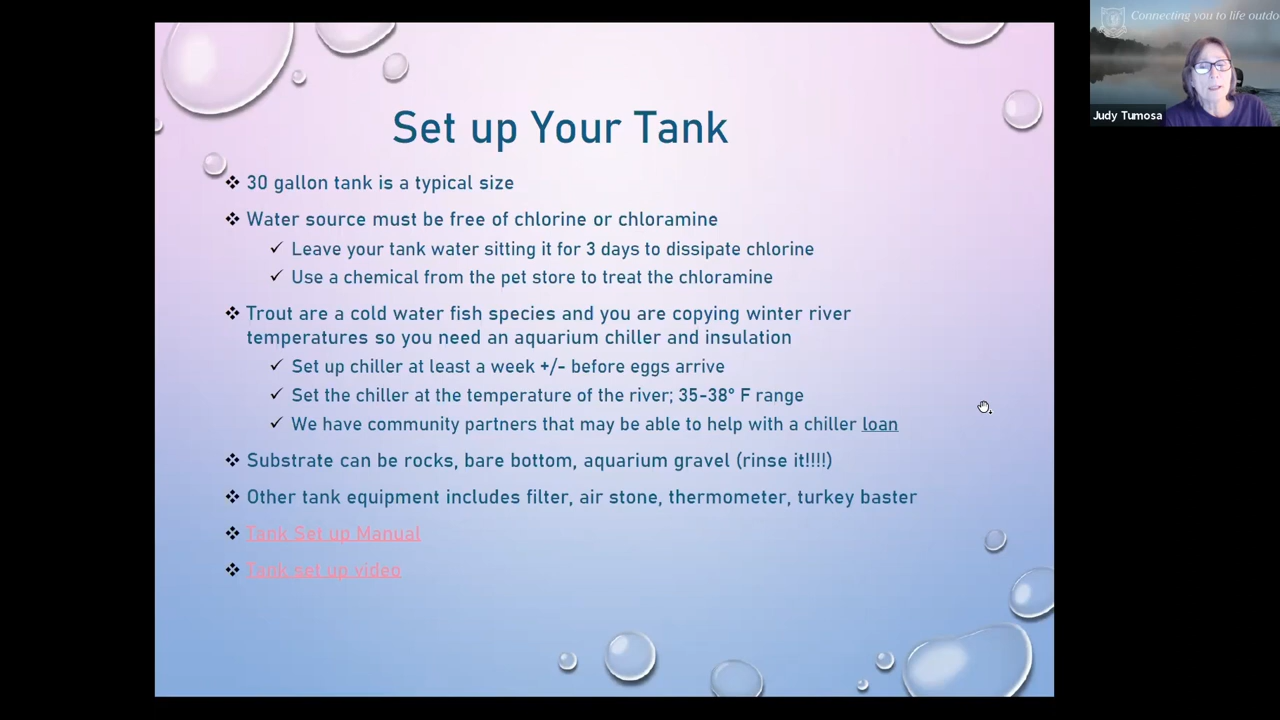 Connecting you to life outdo
Judy Tumosa
Set up Your Tank
❖ 30 gallon tank is a typical size
❖ Water source must be free of chlorine or chloramine
✓ Leave your tank water sitting it for 3 days to dissipate chlorine
✓ Use a chemical from the pet store to treat the chloramine
❖ Trout are a cold water fish species and you are copying winter river
temperatures so you need an aquarium chiller and insulation
✓ Set up chiller at least a week +/- before eggs arrive
✓ Set the chiller at the temperature of the river; 35-38° F range
✓ We have community partners that may be able to help with a chiller loan
❖ Substrate can be rocks, bare bottom, aquarium gravel (rinse it!!!!)
❖ Other tank equipment includes filter, air stone, thermometer, turkey baster
❖ Tank Set up Manual
❖ Tank set up video